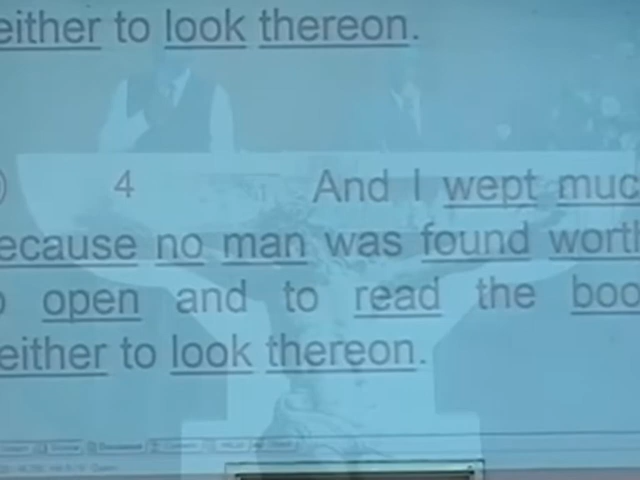 either to look thereon.
4 And I wept muc
ecause no man was found worth
o open and to read the boo
either to look thereon.